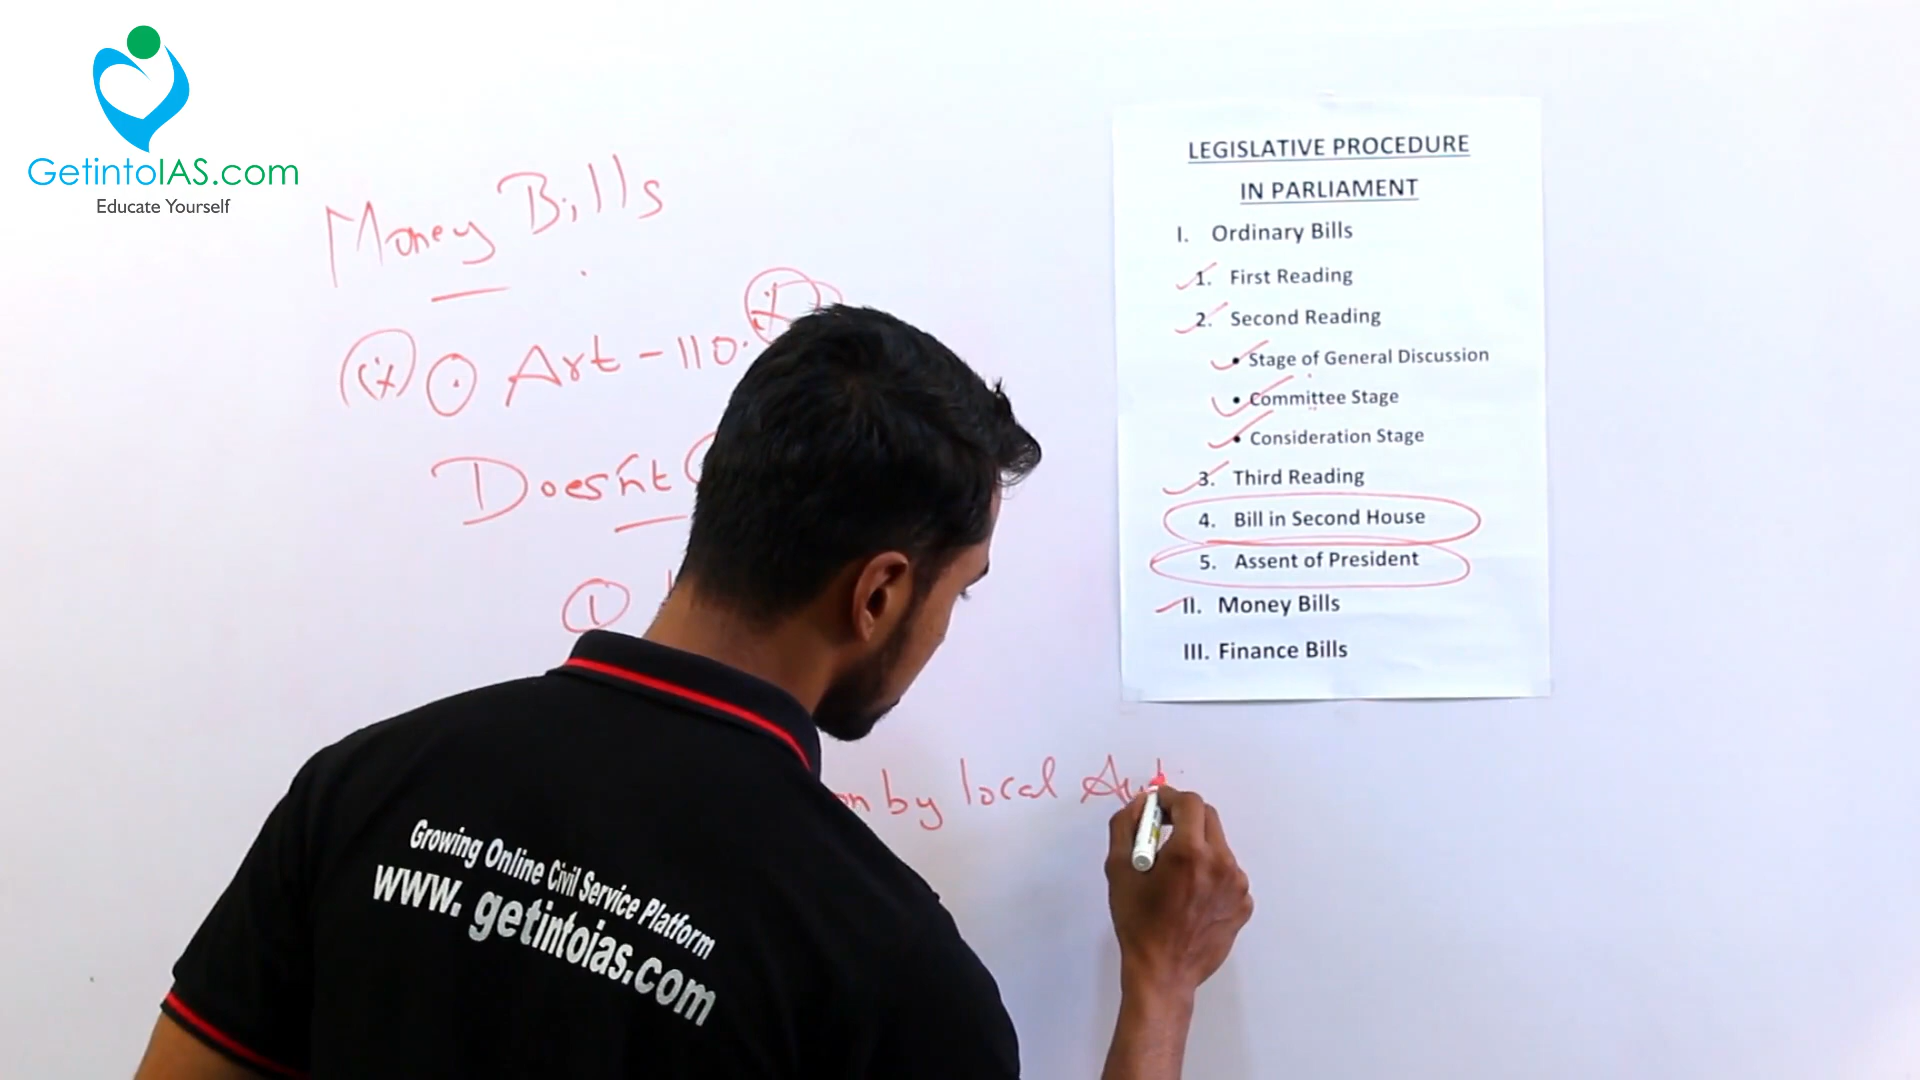 GetintoIAS.com
Educate Yourself
Money Bills
(x) Art - 110.
Doesn't
1
on by local Aut
Growing Online Civil Service Platform
www. getintoias.com
LEGISLATIVE PROCEDURE
IN PARLIAMENT
I. Ordinary Bills
1. First Reading
2. Second Reading
• Stage of General Discussion
• Committee Stage
• Consideration Stage
3. Third Reading
4. Bill in Second House
5. Assent of President
II. Money Bills
III. Finance Bills